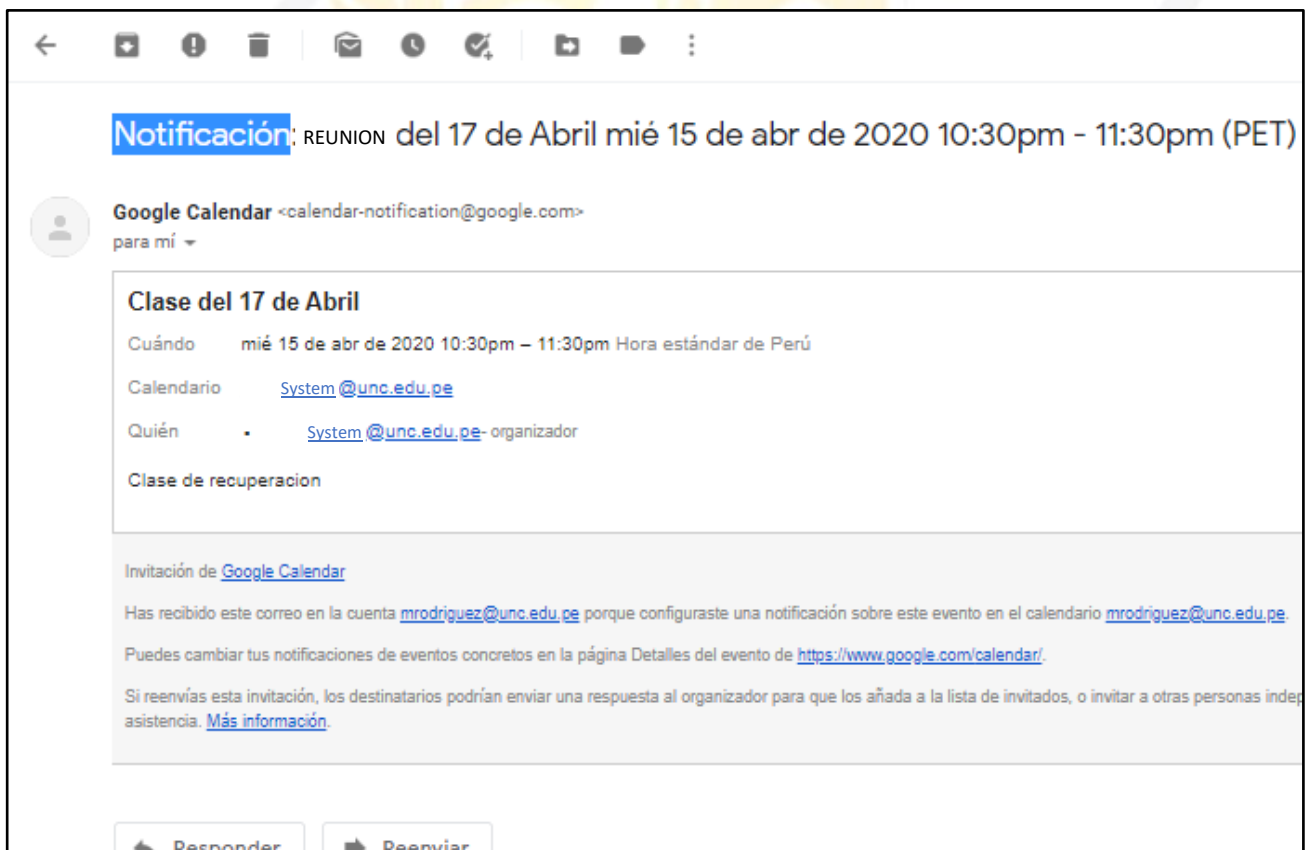 Notificación: REUNION del 17 de Abril mié 15 de abr de 2020 10:30pm - 11:30pm (PET)
Google Calendar <calendar-notification@google.com>
para mí
Clase del 17 de Abril
Cuándo mié 15 de abr de 2020 10:30pm – 11:30pm Hora estándar de Perú
Calendario System @unc.edu.pe
Quién • System @unc.edu.pe- organizador
Clase de recuperacion
Invitación de Google Calendar
Has recibido este correo en la cuenta mrodriguez@unc.edu.pe porque configuraste una notificación sobre este evento en el calendario mrodriguez@unc.edu.pe.
Puedes cambiar tus notificaciones de eventos concretos en la página Detalles del evento de https://www.google.com/calendar/.
Si reenvías esta invitación, los destinatarios podrían enviar una respuesta al organizador para que los añada a la lista de invitados, o invitar a otras personas indep
asistencia. Más información.
Responder Reenviar